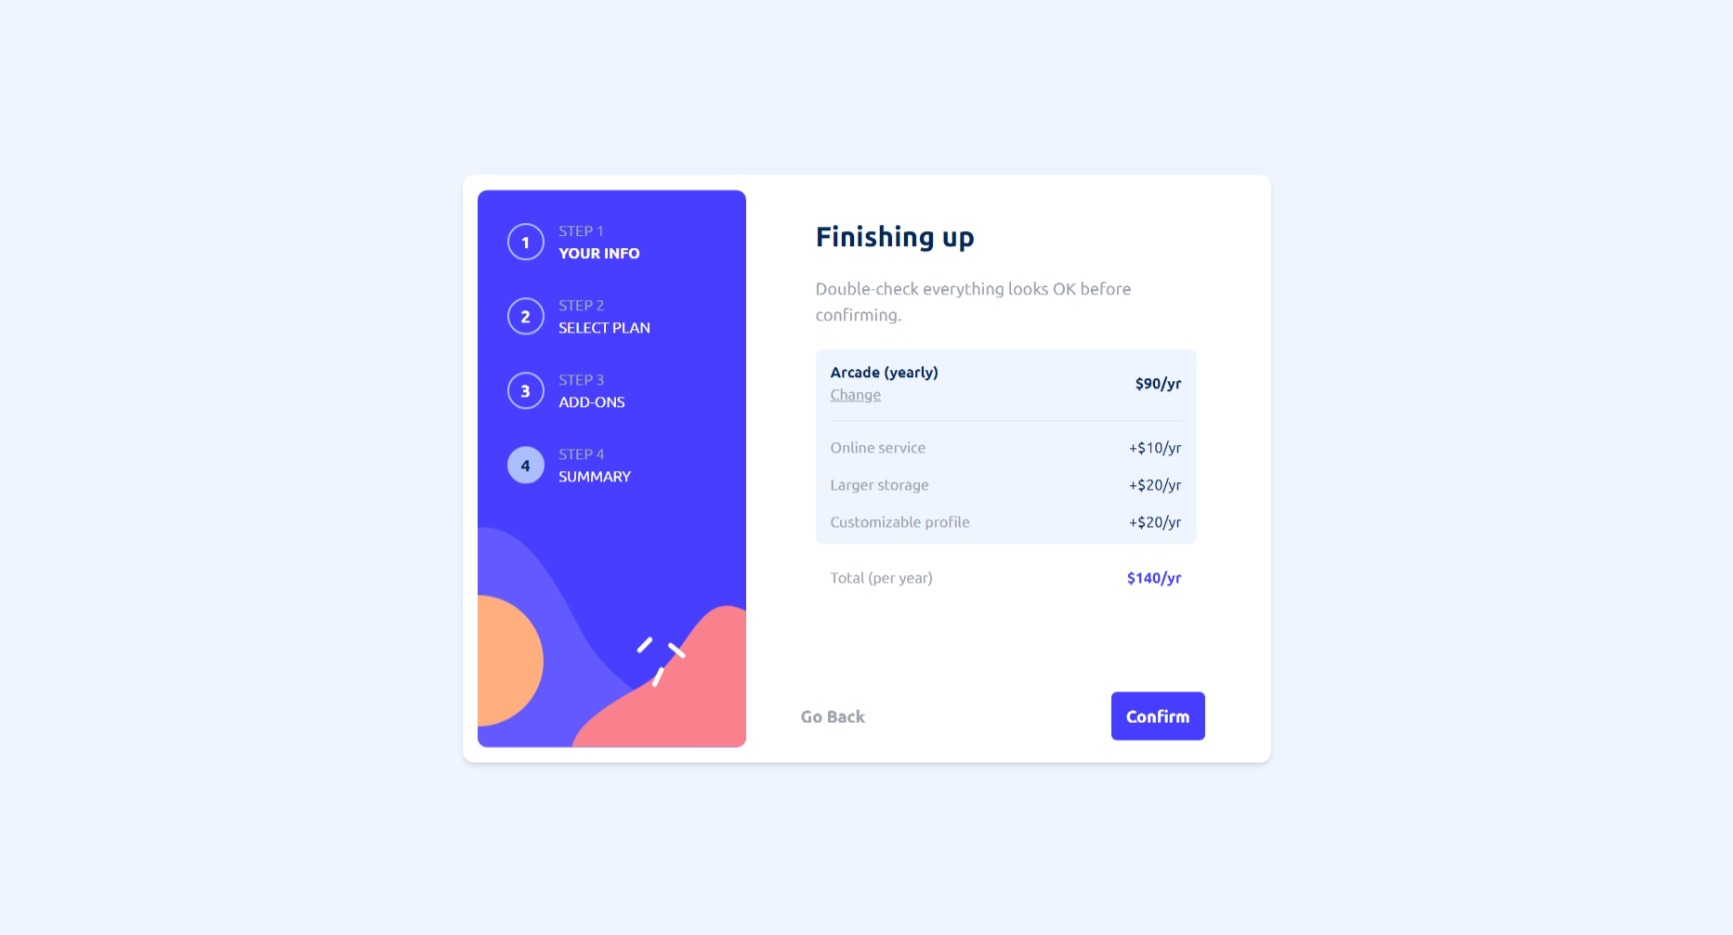 1
STEP 1
YOUR INFO
2
STEP 2
SELECT PLAN
3
STEP 3
ADD-ONS
4
STEP 4
SUMMARY
Finishing up
Double-check everything looks OK before
confirming.
Arcade (yearly)
Change
$90/yr
Online service +$10/yr
Larger storage +$20/yr
Customizable profile +$20/yr
Total (per year) $140/yr
Go Back
Confirm